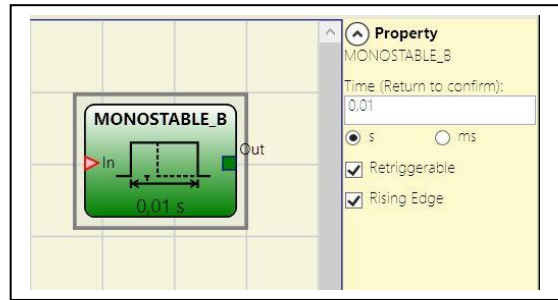 MONOSTABLE_B
In
Out
0,01 s
Property
MONOSTABLE_B
Time (Return to confirm):
0,01
s
ms
Retriggerable
Rising Edge